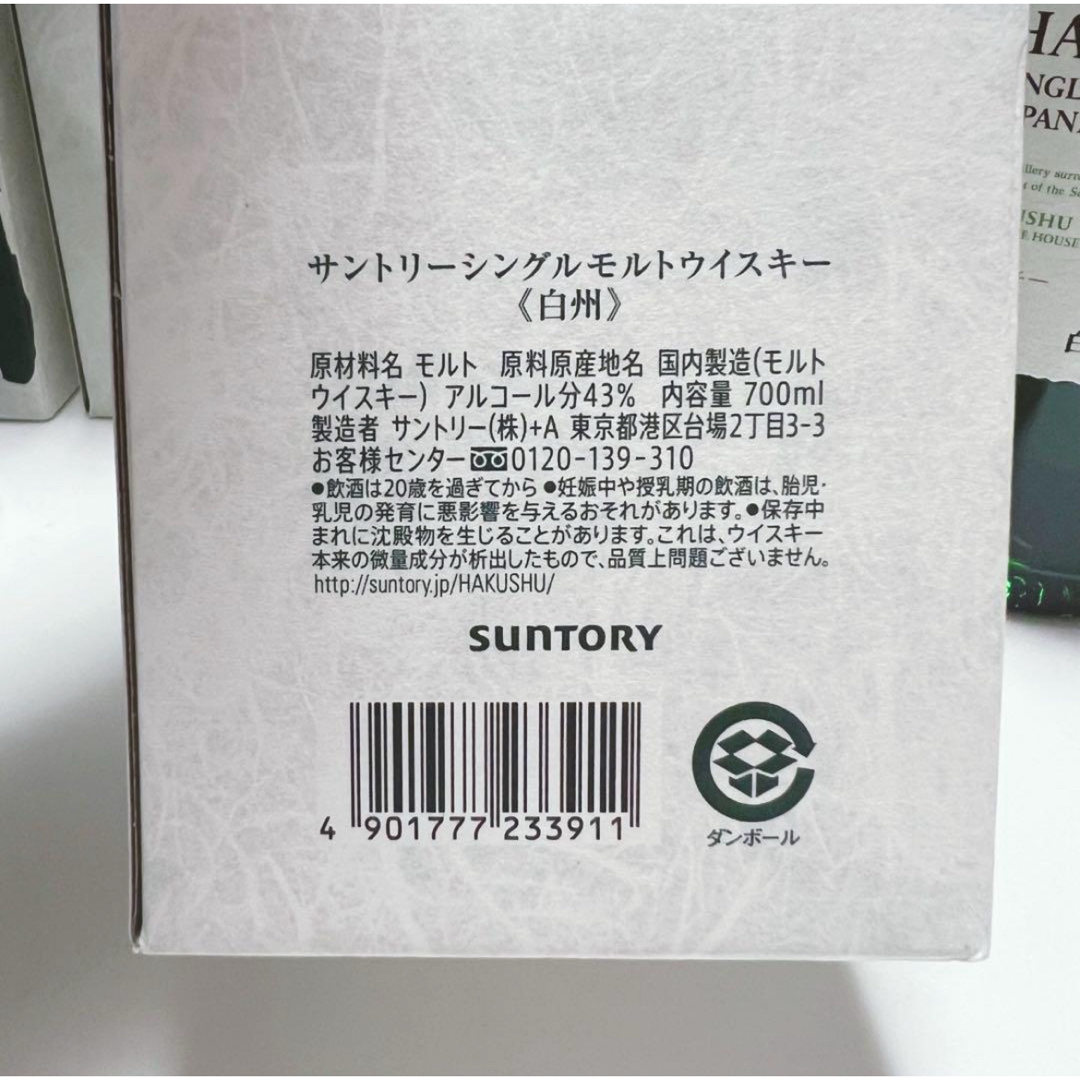 サントリーシングルモルトウイスキー
《白州》
原材料名 モルト 原料原産地名 国内製造(モルト
ウイスキー) アルコール分43% 内容量 700ml
製造者 サントリー(株)+A 東京都港区台場2丁目3-3
お客様センター 0120-139-310
●飲酒は20歳を過ぎてから ●妊娠中や授乳期の飲酒は、胎児・
乳児の発育に悪影響を与えるおそれがあります。●保存中
まれに沈殿物を生じることがあります。これは、ウイスキー
本来の微量成分が析出したもので、品質上問題ございません。
http://suntory.jp/HAKUSHU/
SUNTORY
4 901777 233911
ダンボール
HA
NGL
PAN
llery surr
of the S
USHU
E HOUSE